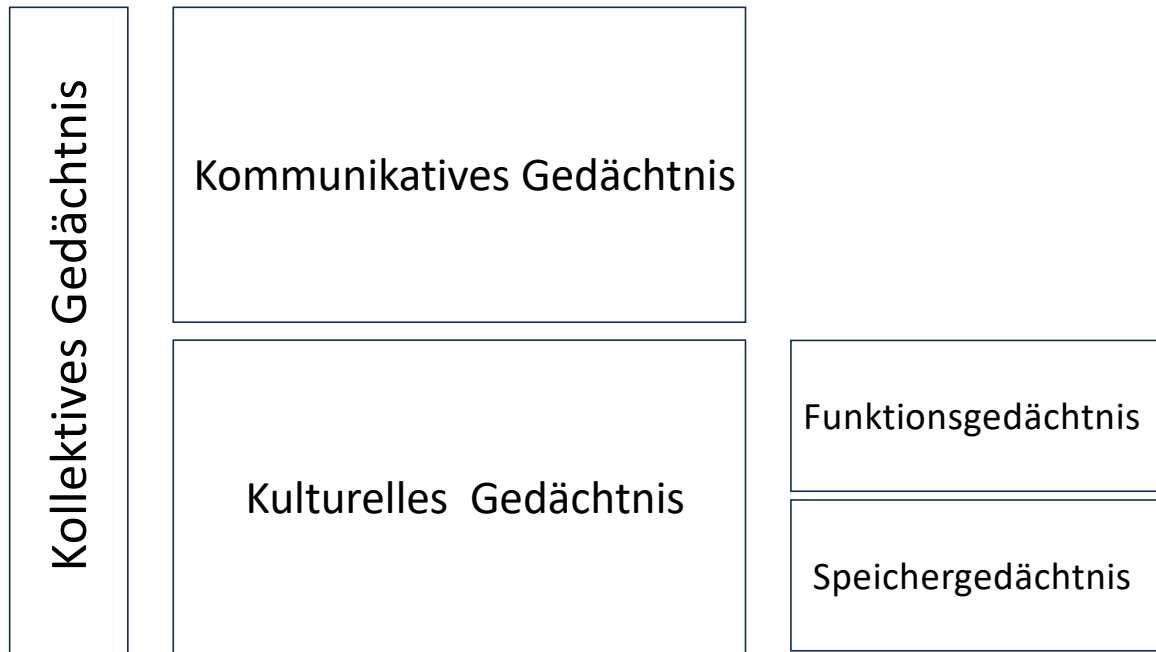 Kollektives Gedächtnis
Kommunikatives Gedächtnis
Kulturelles  Gedächtnis
Funktionsgedächtnis
Speichergedächtnis